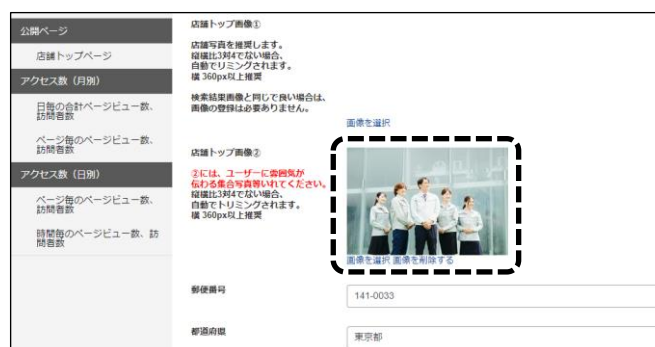 公開ページ
店舗トップページ
アクセス数（月別）
日毎の合計ページビュー数、
訪問者数
ページ毎のページビュー数、
訪問者数
アクセス数（日別）
ページ毎のページビュー数、
訪問者数
時間毎のページビュー数、訪
問者数
店舗トップ画像①
店舗写真を推奨します。
縦横比3対4でない場合、
自動でリミングされます。
横 360px以上推奨
検索結果画像と同じで良い場合は、
画像の登録は必要ありません。
画像を選択
店舗トップ画像②
②には、ユーザーに雰囲気が
伝わる集合写真等いれてください。
縦横比3対4でない場合、
自動でトリミングされます。
横 360px以上推奨
画像を選択 画像を削除する
郵便番号
141-0033
都道府県
東京都